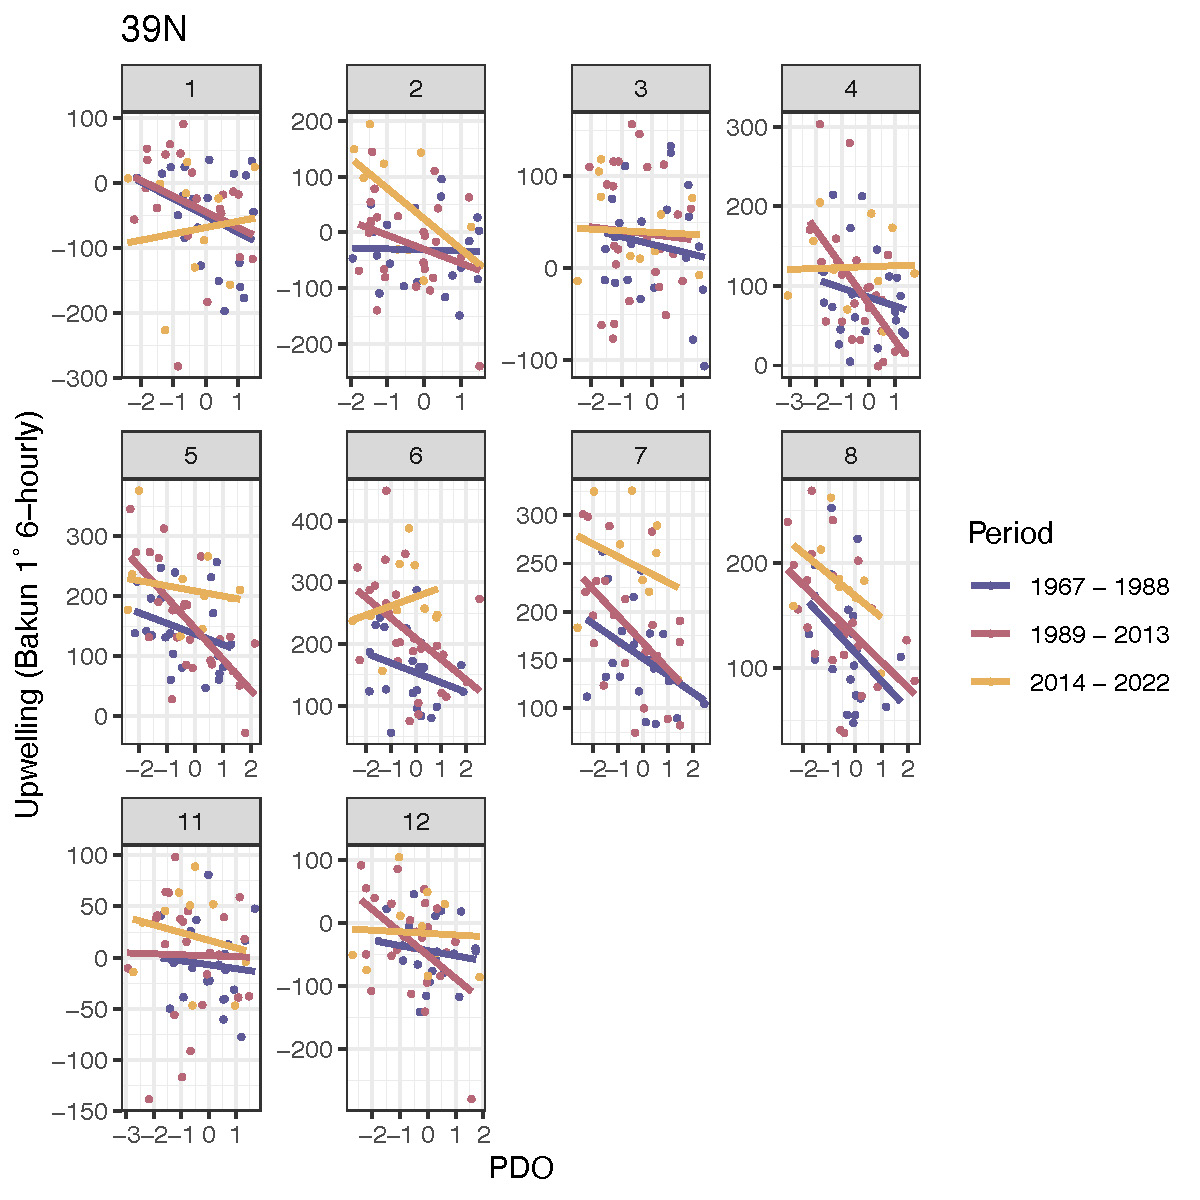 39N
1 2 3 4
100 0 −100 −200 −300
−2 −1 0 1
200 100 0 −100 −200
−2 −1 0 1
100 0 −100
−2 −1 0 1
300 200 100 0
−3 −2 −1 0 1
5 6 7 8
300 200 100 0
−2 −1 0 1 2
400 300 200 100
−2 −1 0 1 2
300 250 200 150 100
−2 −1 0 1 2
200 100
−2 −1 0 1 2
11 12
100 50 0 −50 −100 −150
−3 −2 −1 0 1
100 0 −100 −200
−2 −1 0 1 2
PDO
Upwelling (Bakun 1° 6−hourly)
Period
1967 − 1988
1989 − 2013
2014 − 2022